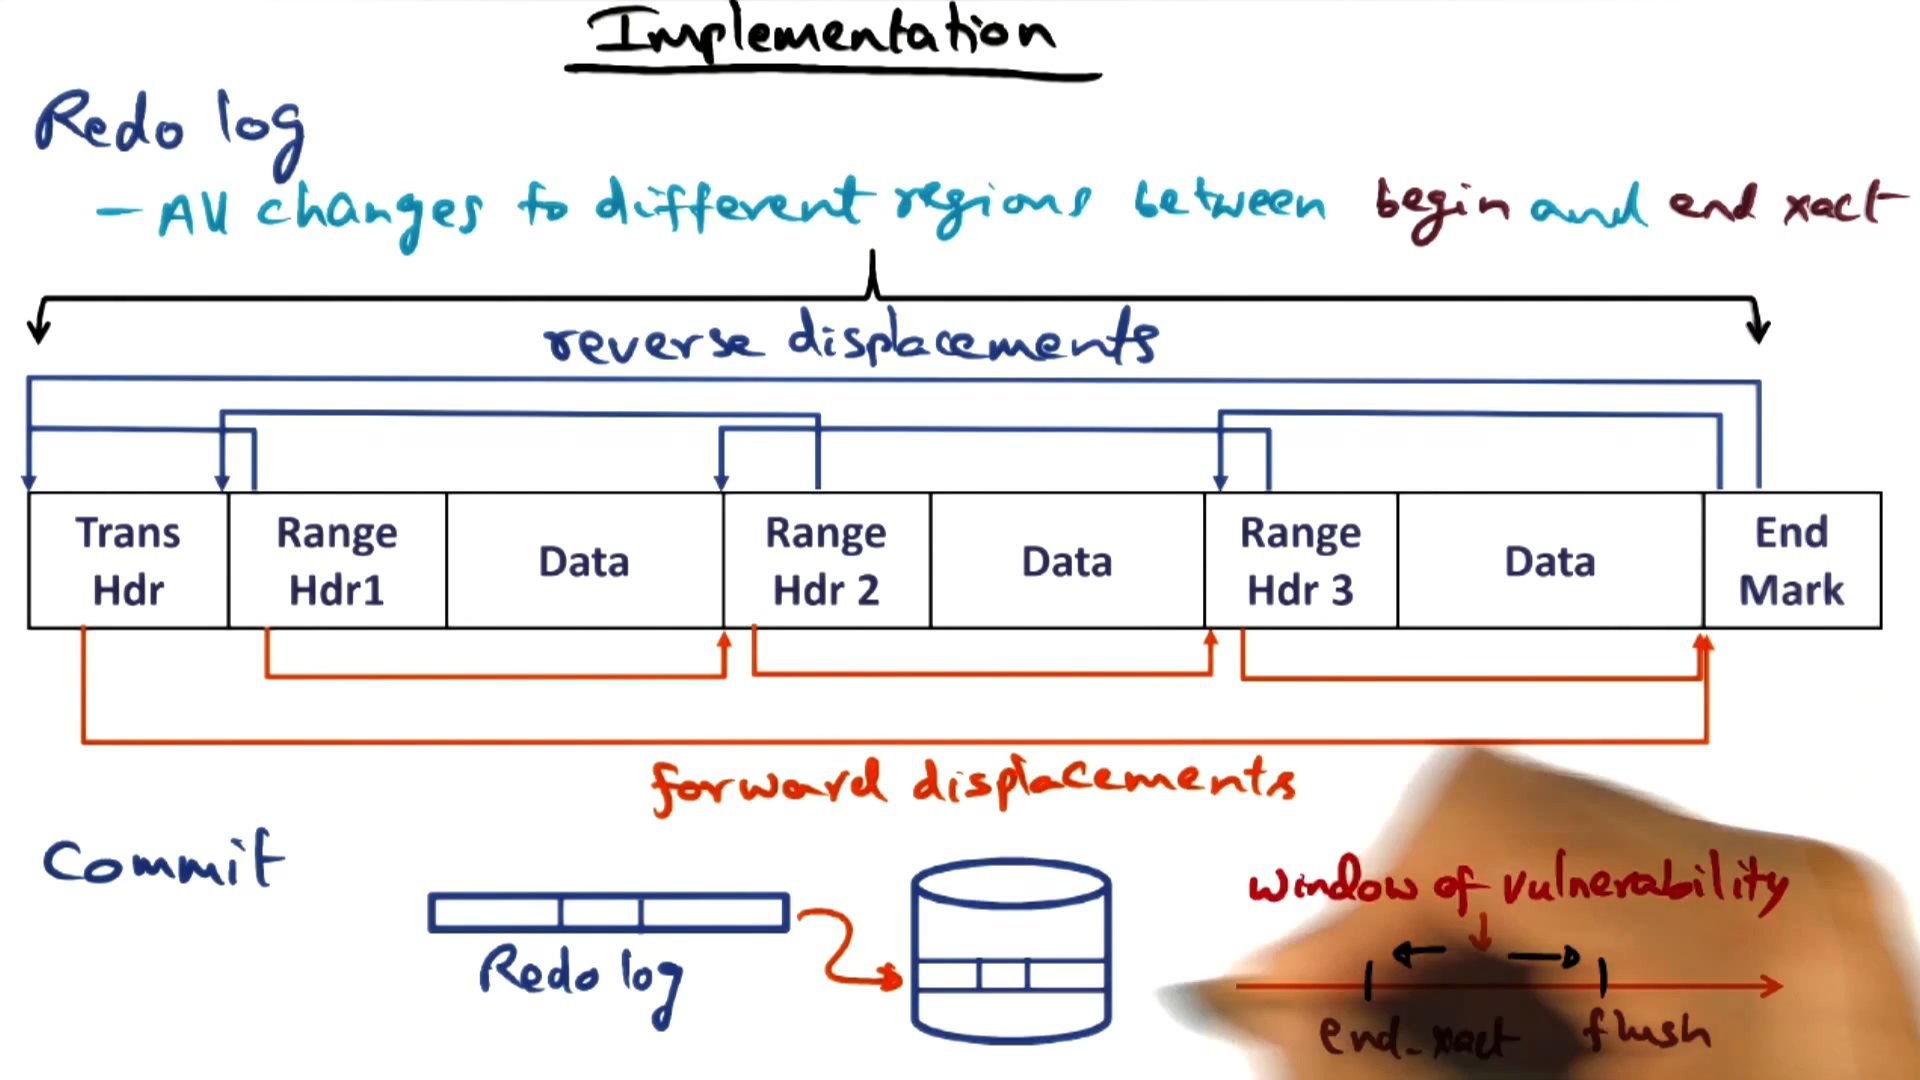 Implementation
Redo log
- All changes to different regions between begin and end xact
reverse displacements
Trans Hdr
Range Hdr1
Data
Range Hdr 2
Data
Range Hdr 3
Data
End Mark
forward displacements
Commit
Redo log
window of vulnerability
end_xact
flush